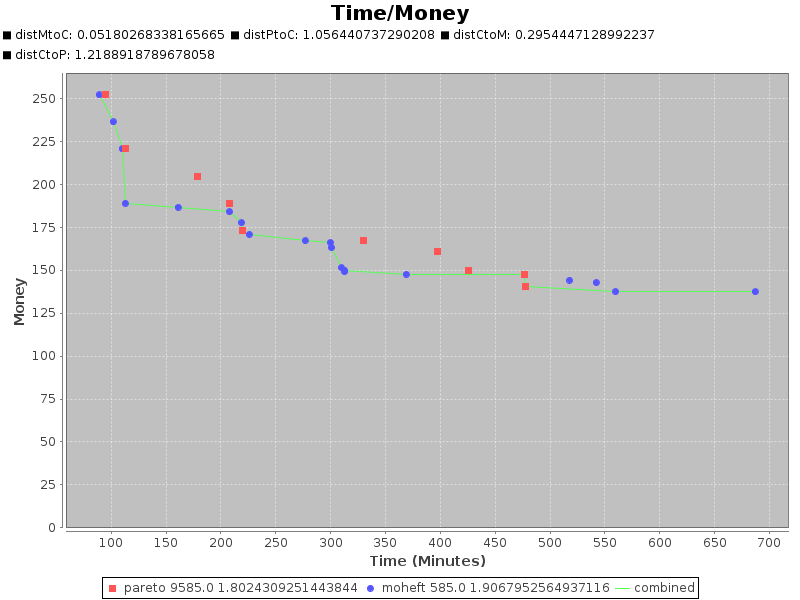 Time/Money
distMtoC: 0.05180268338165665 distPtoC: 1.056440737290208 distCtoM: 0.2954447128992237
distCtoP: 1.2188918789678058
Money
250
225
200
175
150
125
100
75
50
25
0
100 150 200 250 300 350 400 450 500 550 600 650 700
Time (Minutes)
pareto 9585.0 1.8024309251443844 moheft 585.0 1.9067952564937116 combined